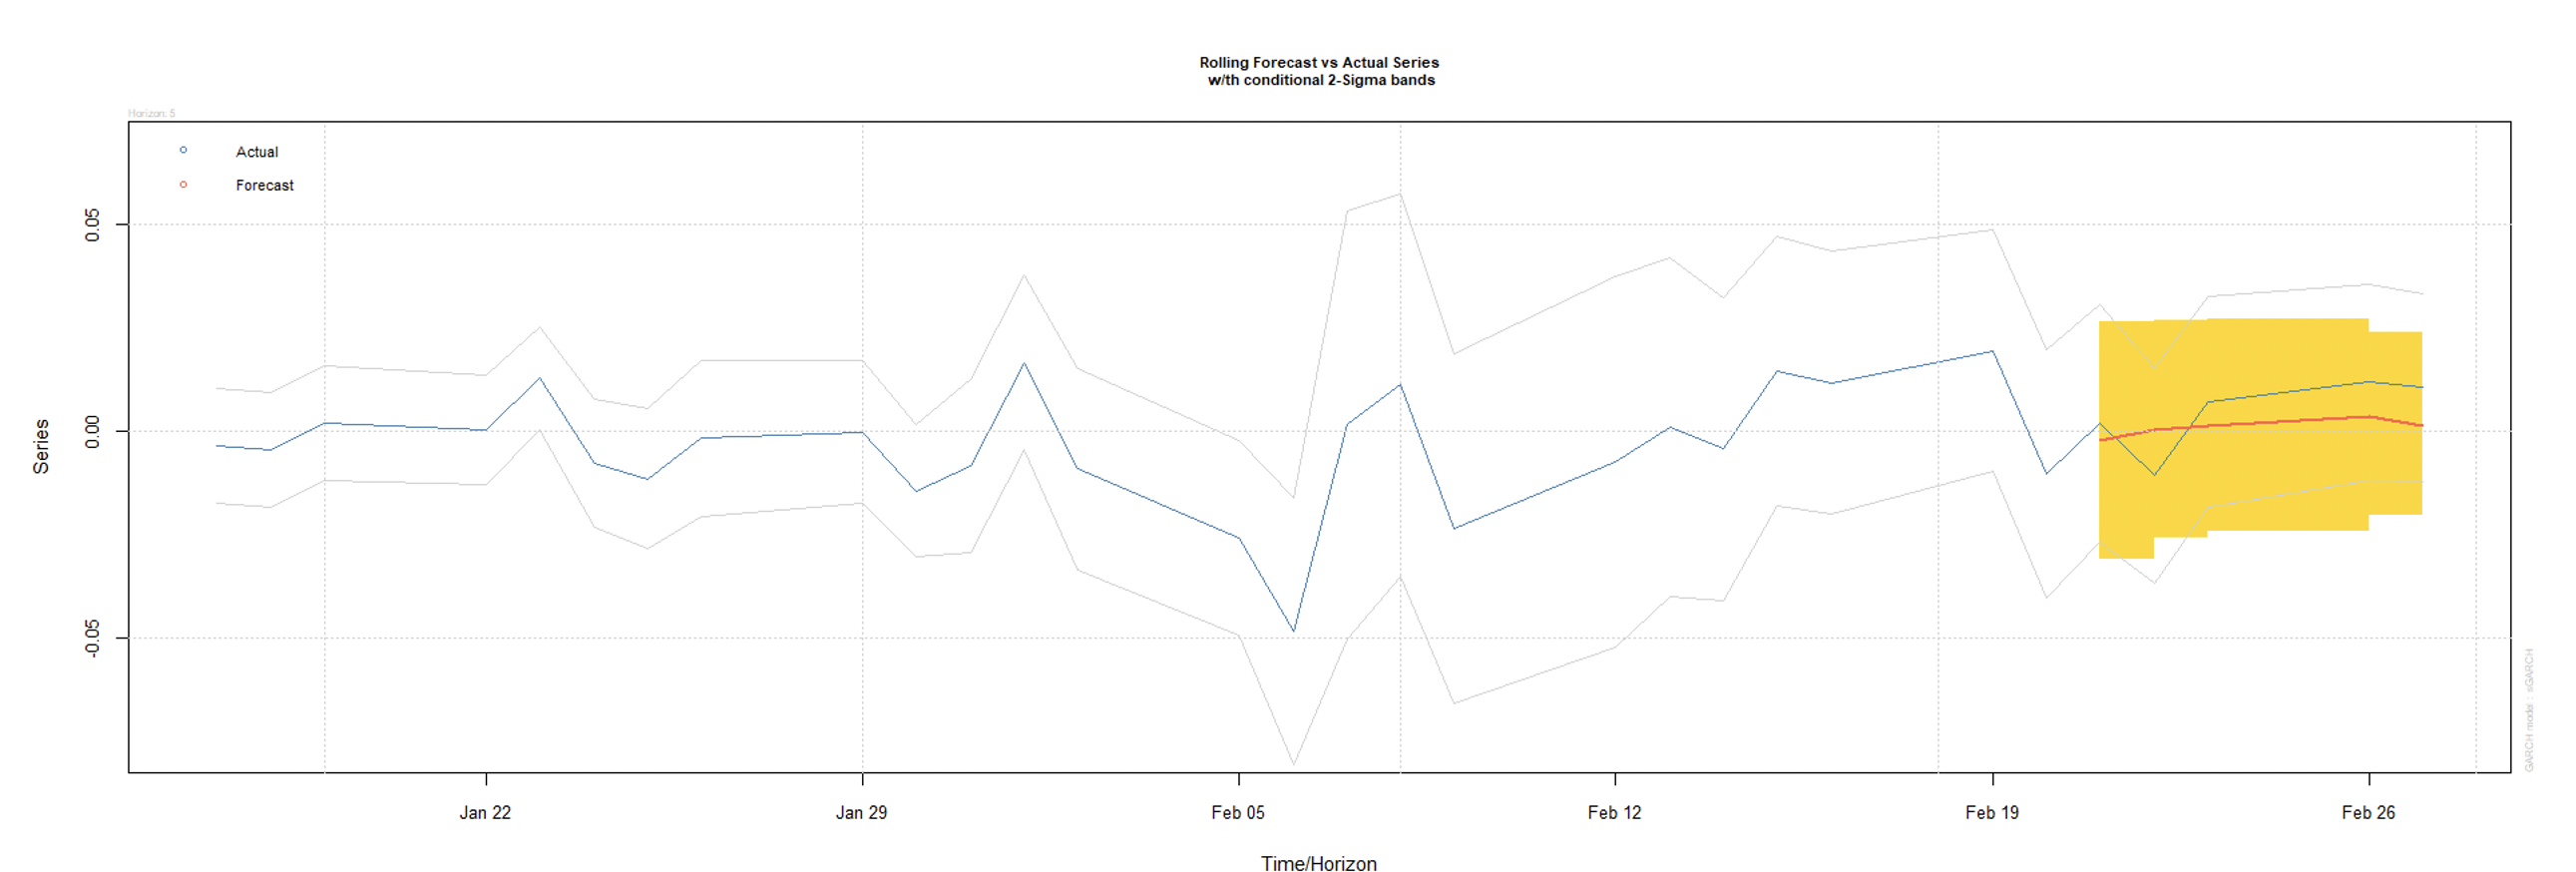 Rolling Forecast vs Actual Series
w/th conditional 2-Sigma bands
Horizon: 5
Actual
Forecast
0.05
0.00
-0.05
Series
Jan 22
Jan 29
Feb 05
Feb 12
Feb 19
Feb 26
Time/Horizon
GARCH model : sGARCH